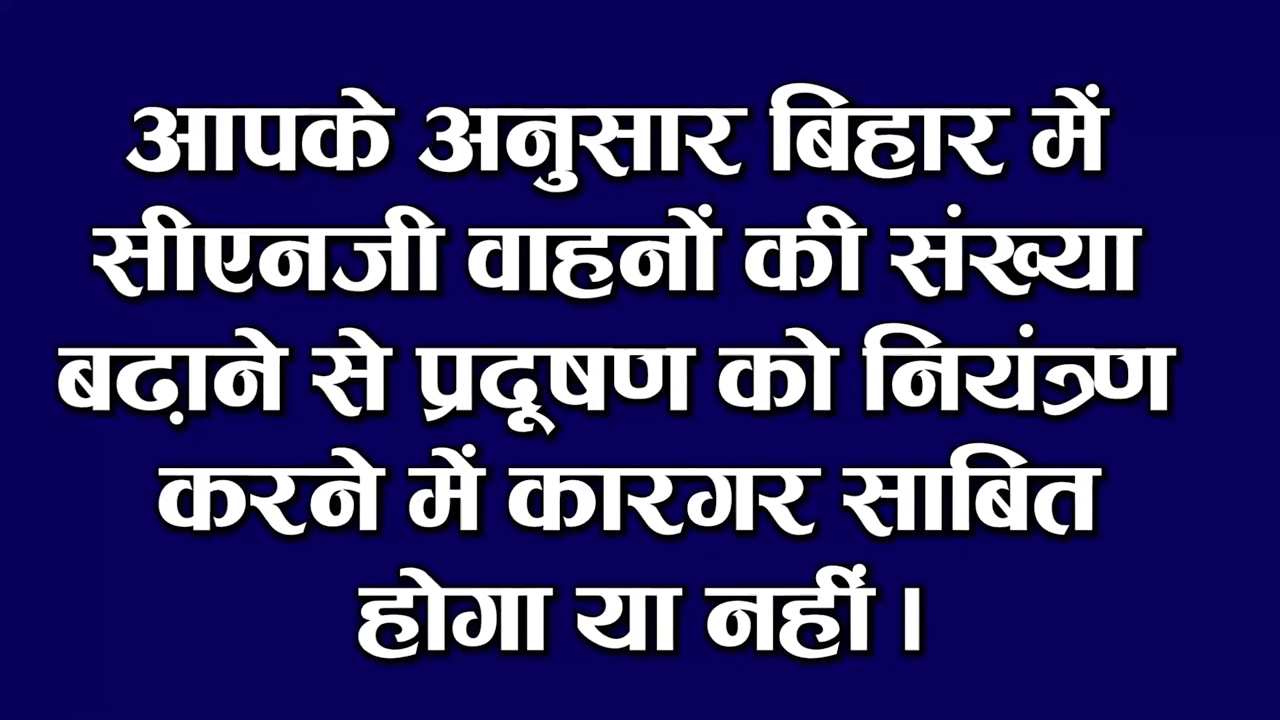 आपके अनुसार बिहार में
सीएनजी वाहनों की संख्या
बढ़ाने से प्रदूषण को नियंत्रण
करने में कारगर साबित
होगा या नहीं ।